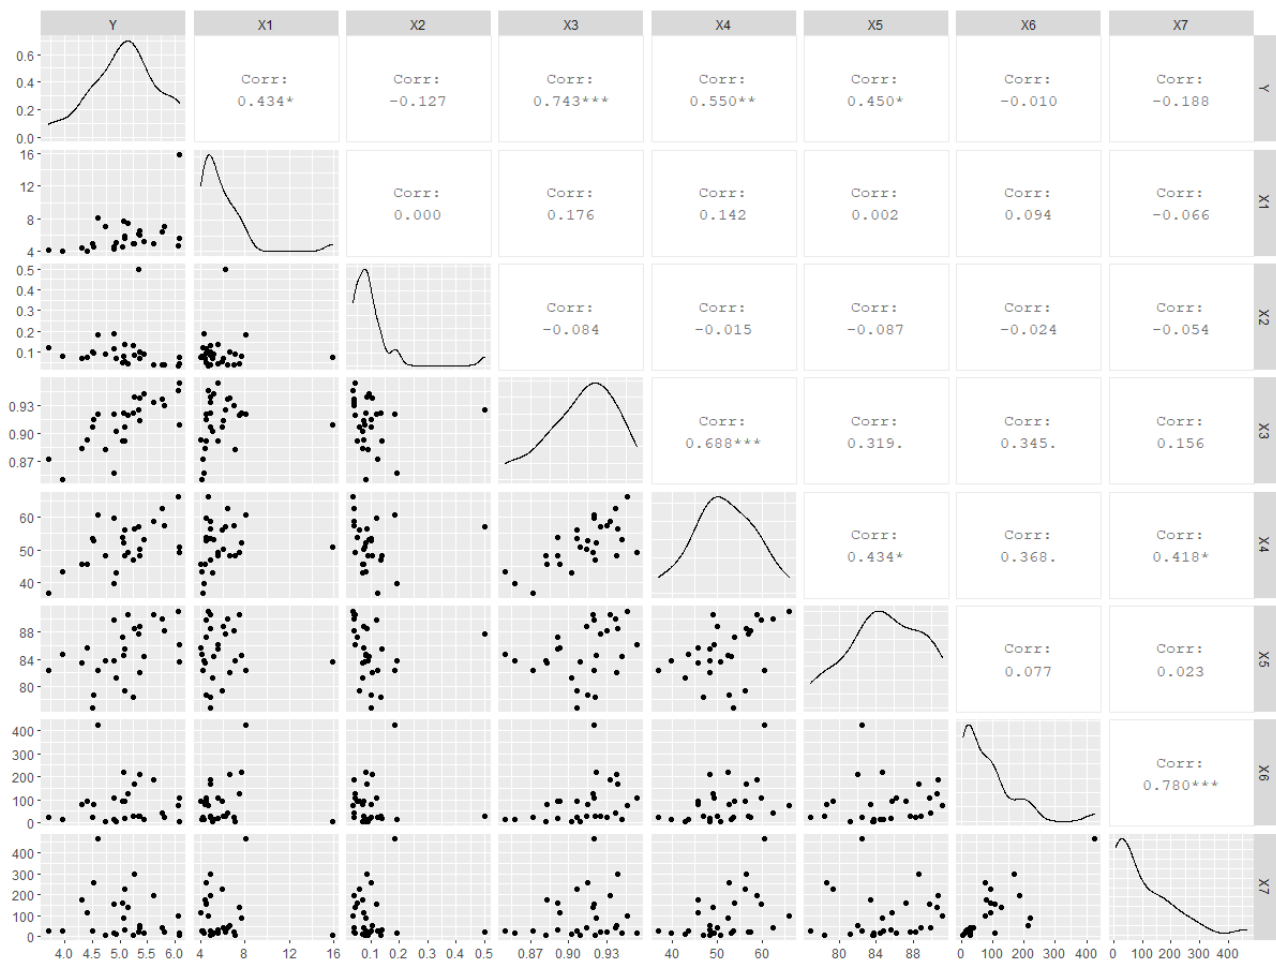 Y X1 X2 X3 X4 X5 X6 X7
0.6
0.4
0.2
0.0
Corr:
0.434*
Corr:
-0.127
Corr:
0.743***
Corr:
0.550**
Corr:
0.450*
Corr:
-0.010
Corr:
-0.188
Y
16
12
8
4
Corr:
0.000
Corr:
0.176
Corr:
0.142
Corr:
0.002
Corr:
0.094
Corr:
-0.066
X1
0.5
0.4
0.3
0.2
0.1
Corr:
-0.084
Corr:
-0.015
Corr:
-0.087
Corr:
-0.024
Corr:
-0.054
X2
0.93
0.90
0.87
Corr:
0.688***
Corr:
0.319.
Corr:
0.345.
Corr:
0.156
X3
60
50
40
Corr:
0.434*
Corr:
0.368.
Corr:
0.418*
X4
88
84
80
Corr:
0.077
Corr:
0.023
X5
400
300
200
100
0
Corr:
0.780***
X6
400
300
200
100
0
X7
4.0 4.5 5.0 5.5 6.0 4 8 12 16 0.1 0.2 0.3 0.4 0.5 0.87 0.90 0.93 40 50 60 80 84 88 0 100 200 300 400 0 100 200 300 400